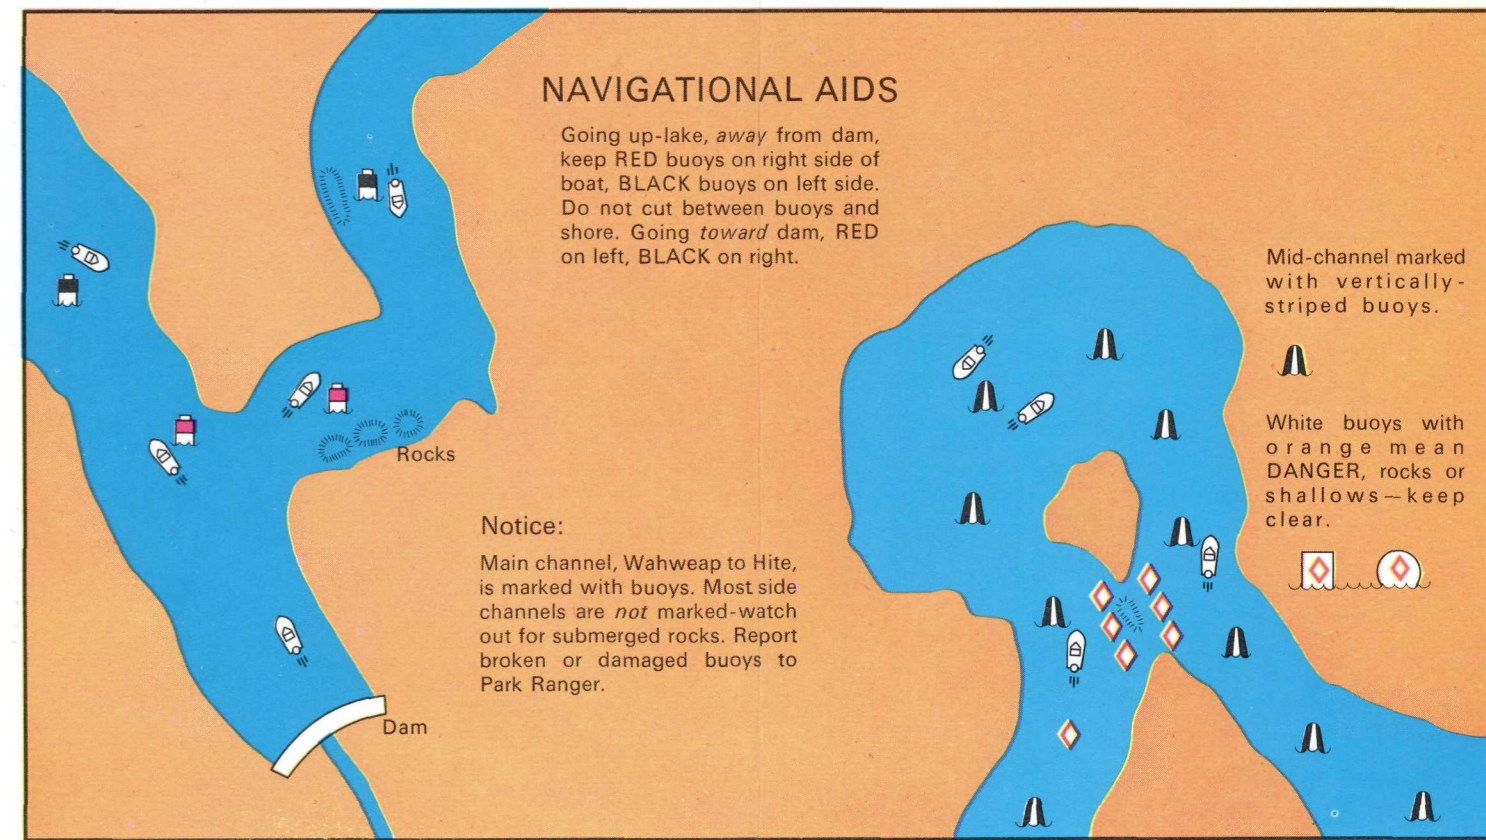 NAVIGATIONAL AIDS
Going up-lake, away from dam,
keep RED buoys on right side of
boat, BLACK buoys on left side.
Do not cut between buoys and
shore. Going toward dam, RED
on left, BLACK on right.
Rocks
Notice:
Main channel, Wahweap to Hite,
is marked with buoys. Most side
channels are not marked-watch
out for submerged rocks. Report
broken or damaged buoys to
Park Ranger.
Dam
Mid-channel marked
with vertically-
striped buoys.
White buoys with
orange mean
DANGER, rocks or
shallows—keep
clear.